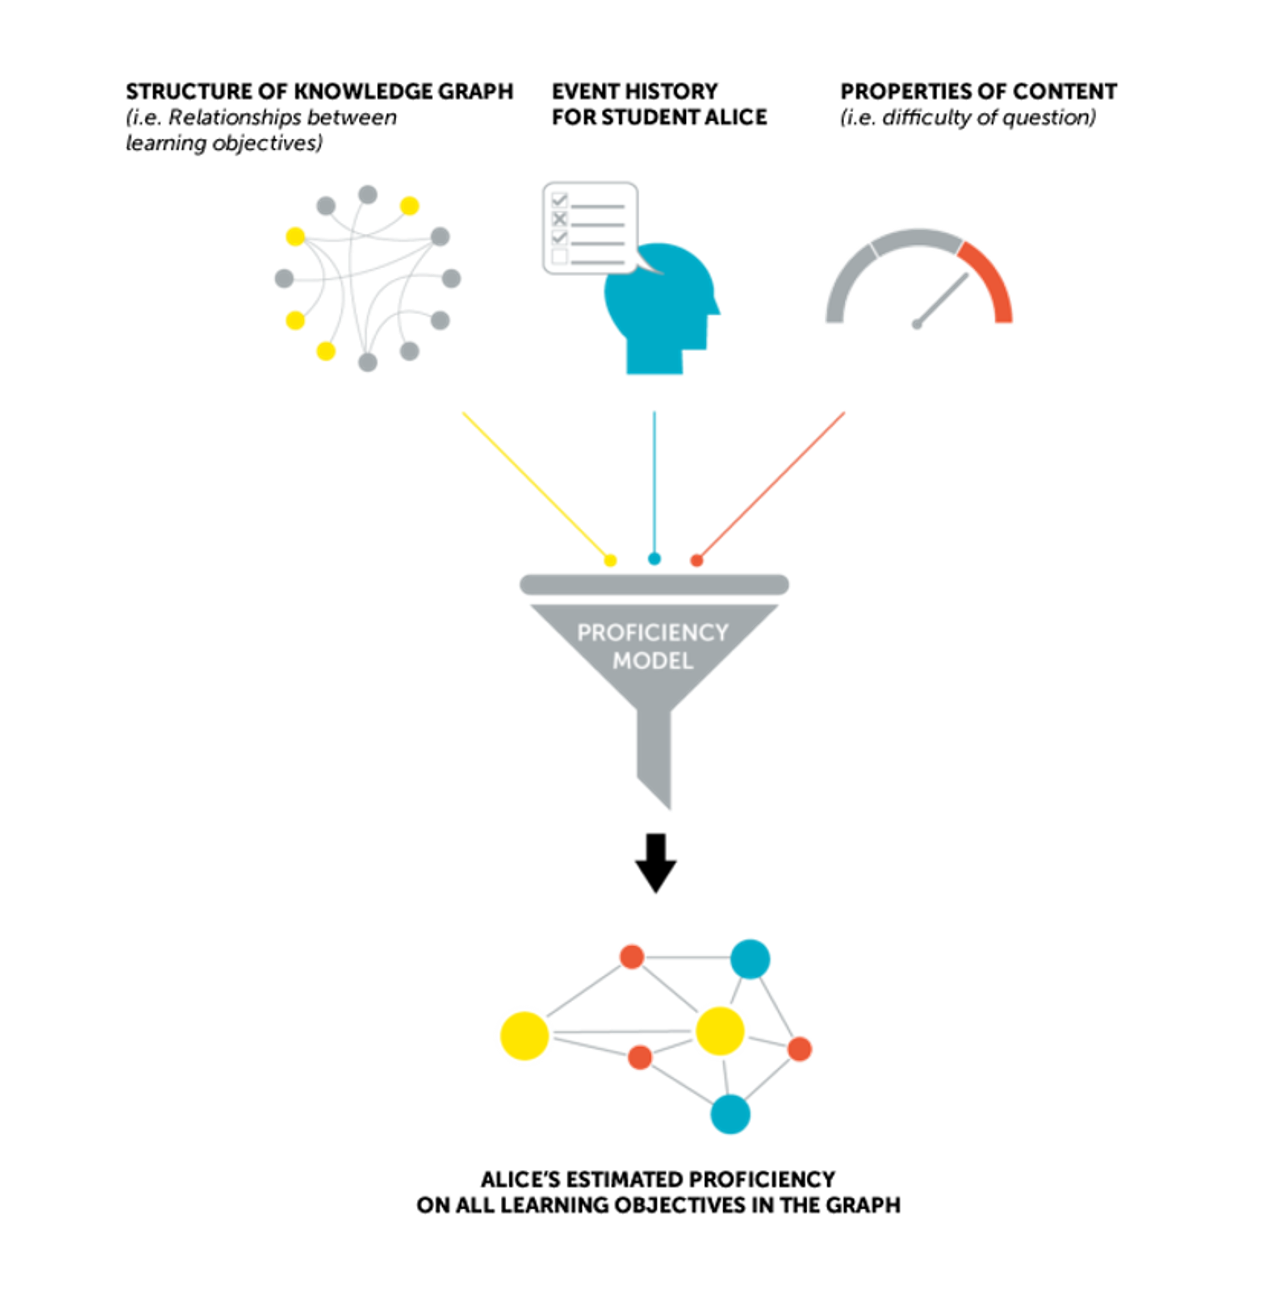 STRUCTURE OF KNOWLEDGE GRAPH
(i.e. Relationships between
learning objectives)
EVENT HISTORY
FOR STUDENT ALICE
PROPERTIES OF CONTENT
(i.e. difficulty of question)
PROFICIENCY
MODEL
ALICE'S ESTIMATED PROFICIENCY
ON ALL LEARNING OBJECTIVES IN THE GRAPH